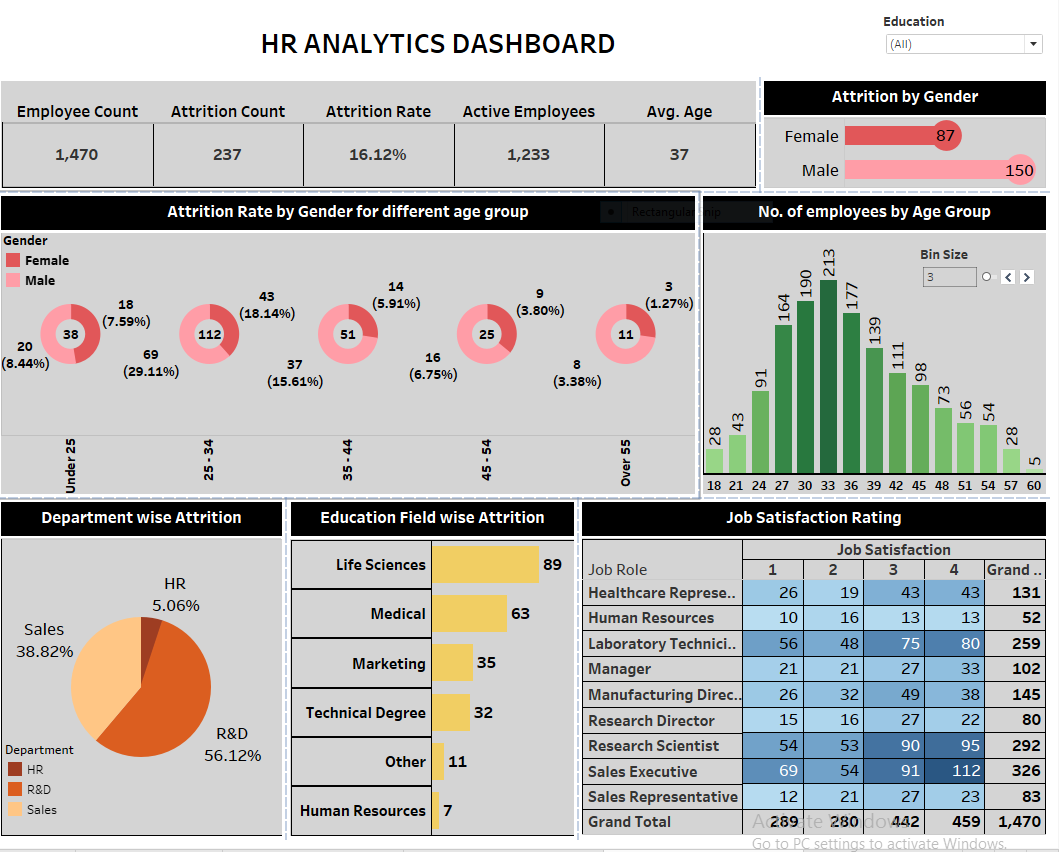 HR ANALYTICS DASHBOARD
Education
(All)
Employee Count Attrition Count Attrition Rate Active Employees Avg. Age
1,470 237 16.12% 1,233 37
Attrition by Gender
Female 87
Male 150
Attrition Rate by Gender for different age group
Gender
Female
Male
18
(7.59%)
38
20
(8.44%)
43
(18.14%)
112
69
(29.11%)
14
(5.91%)
51
37
(15.61%)
9
(3.80%)
25
16
(6.75%)
3
(1.27%)
11
8
(3.38%)
Under 25 25 - 34 35 - 44 45 - 54 Over 55
No. of employees by Age Group
Bin Size
3
28 43 91 164 190 213 177 139 111 98 73 56 54 28 5
18 21 24 27 30 33 36 39 42 45 48 51 54 57 60
Department wise Attrition
HR
5.06%
Sales
38.82%
R&D
56.12%
Department
HR
R&D
Sales
Education Field wise Attrition
Life Sciences 89
Medical 63
Marketing 35
Technical Degree 32
Other 11
Human Resources 7
Job Satisfaction Rating
Job Satisfaction
Job Role 1 2 3 4 Grand ..
Healthcare Represe.. 26 19 43 43 131
Human Resources 10 16 13 13 52
Laboratory Technici.. 56 48 75 80 259
Manager 21 21 27 33 102
Manufacturing Direc.. 26 32 49 38 145
Research Director 15 16 27 22 80
Research Scientist 54 53 90 95 292
Sales Executive 69 54 91 112 326
Sales Representative 12 21 27 23 83
Grand Total 289 280 442 459 1,470
Activate Windows
Go to PC settings to activate Windows.